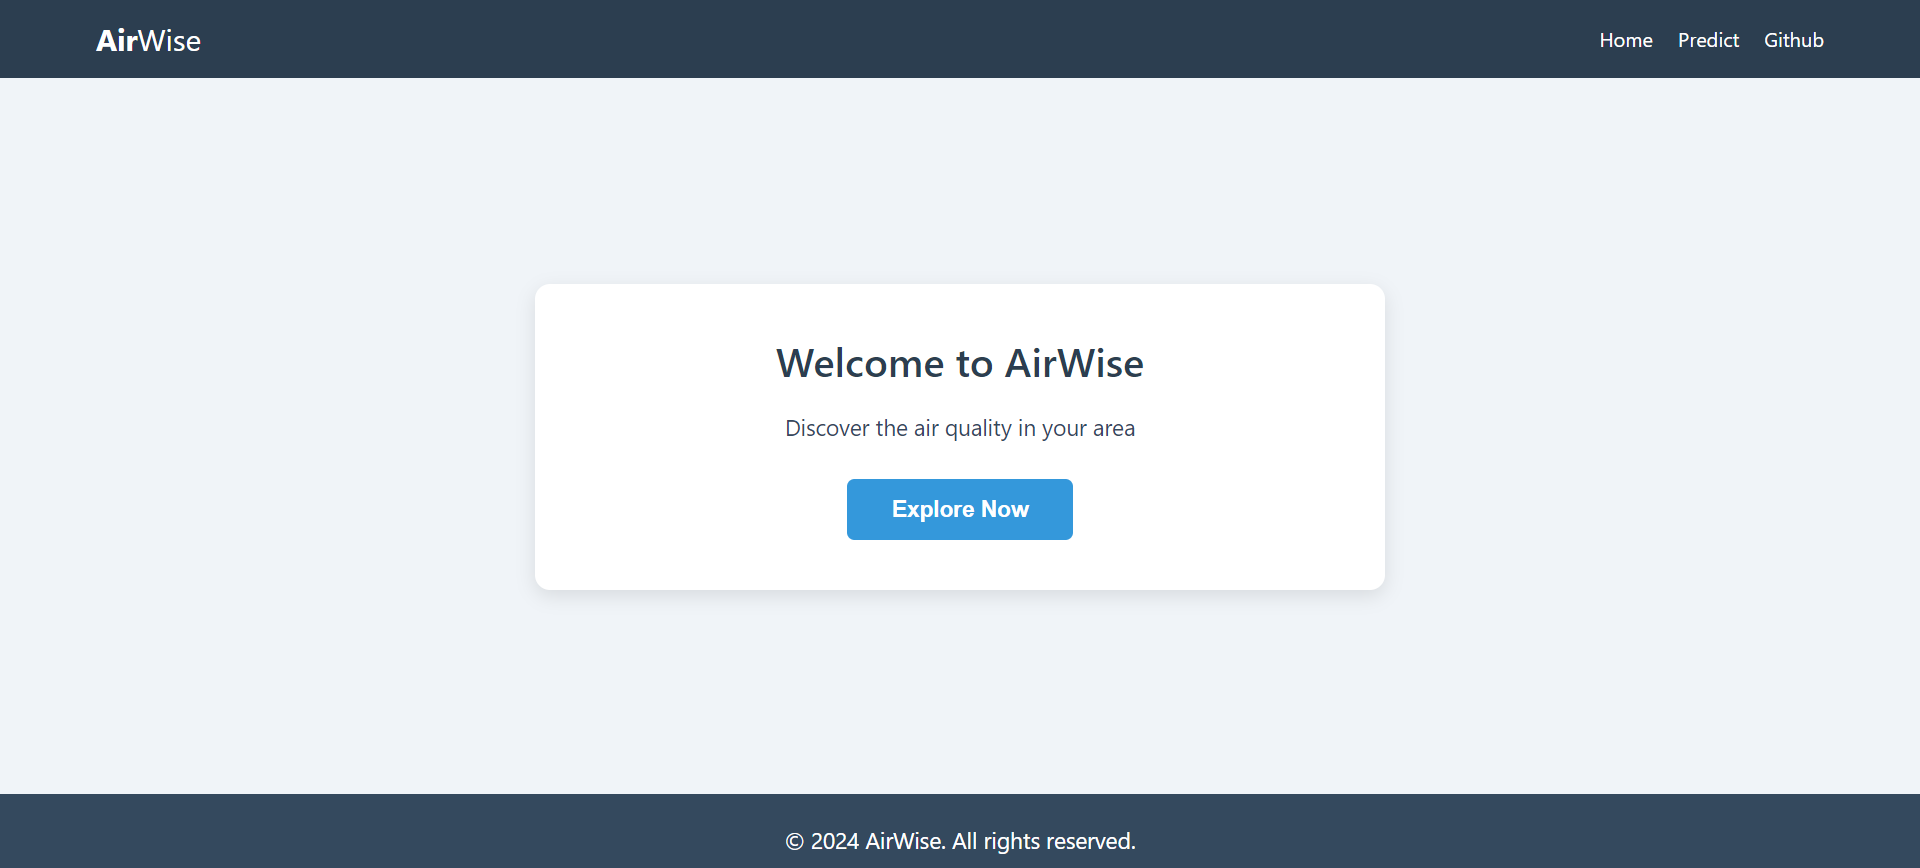 AirWise
Home Predict Github
Welcome to AirWise
Discover the air quality in your area
Explore Now
© 2024 AirWise. All rights reserved.